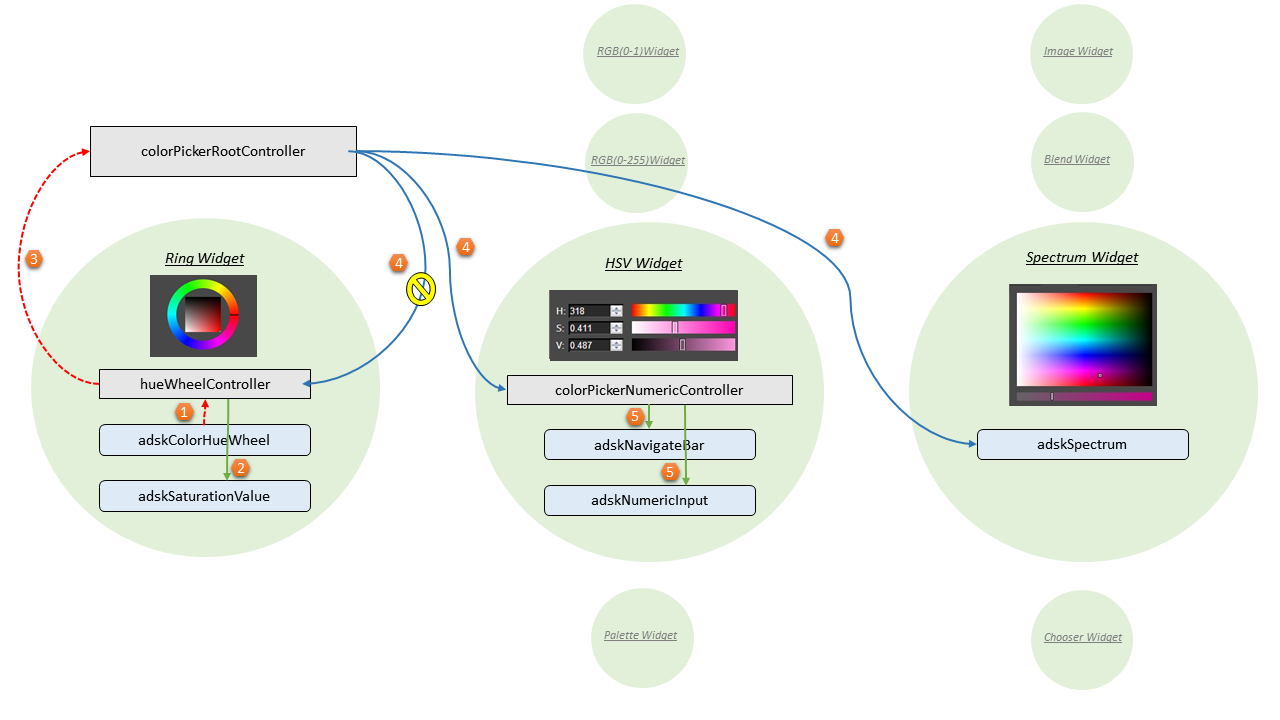 RGB(0-1)Widget
Image Widget
colorPickerRootController
RGB(0-255)Widget
Blend Widget
3
4
4
4
Ring Widget
HSV Widget
Spectrum Widget
H: 318
S: 0.411
V: 0.487
hueWheelController
colorPickerNumericController
1
5
adskColorHueWheel
adskNavigateBar
adskSpectrum
2
5
adskSaturationValue
adskNumericInput
Palette Widget
Chooser Widget